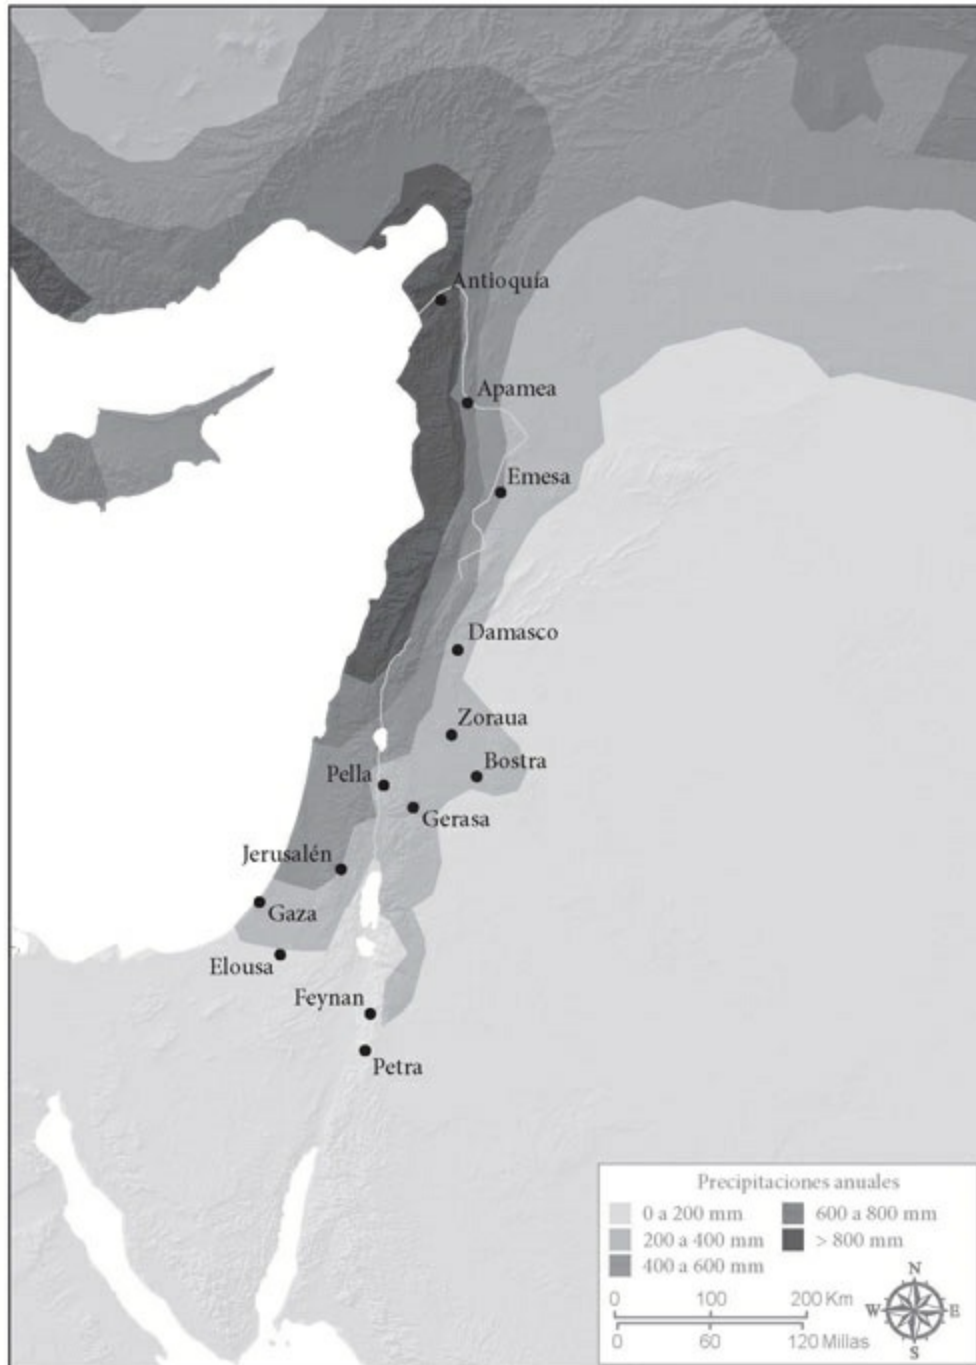 Antioquía
Apamea
Emesa
Damasco
Zoraua
Bostra
Pella
Gerasa
Jerusalén
Gaza
Elousa
Feynan
Petra
Precipitaciones anuales
0 a 200 mm
200 a 400 mm
400 a 600 mm
600 a 800 mm
> 800 mm
0 100 200 Km
0 60 120 Millas
N
W E
S